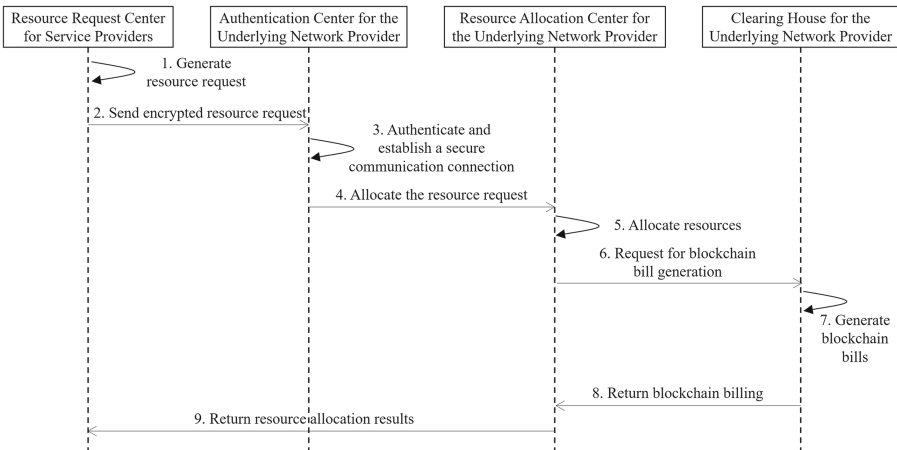 Resource Request Center
for Service Providers
Authentication Center for the
Underlying Network Provider
Resource Allocation Center for
the Underlying Network Provider
Clearing House for the
Underlying Network Provider
1. Generate
resource request
2. Send encrypted resource request
3. Authenticate and
establish a secure
communication connection
4. Allocate the resource request
5. Allocate resources
6. Request for blockchain
bill generation
7. Generate
blockchain
bills
8. Return blockchain billing
9. Return resource allocation results